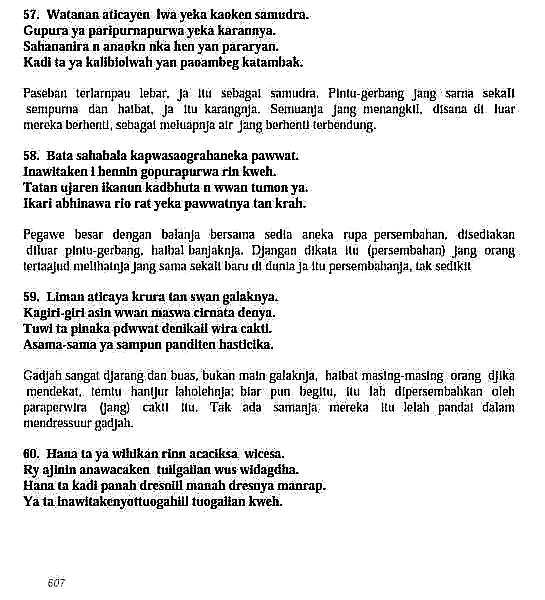 57. Watanan aticayen lwa yeka kaoken samudra.
Gupura ya paripurnapurwa yeka karannya.
Sahananira n anaokn nka hen yan pararyan.
Kadi ta ya kalibiolwah yan paoambeg katambak.
Paseban terlarnpau lebar, ja itu sebagai samudra. Pintu-gerbang jang sarna sekali
sempurna dan haibat, ja itu karangnja. Semuanja jang menangkil, disana di luar
mereka berhenti, sebagai meluapnja air jang berhenti terbendung.
58. Bata sahabala kapwasaograhaneka pawwat.
Inawitaken i hennin gopurapurwa rin kweh.
Tatan ujaren ikanun kadbhuta n wwan tumon ya.
Ikari abhinawa rio rat yeka pawwatnya tan krah.
Pegawe besar dengan balanja bersama sedia aneka rupa persembahan, disediakan
diluar pintu-gerbang, haibal banjaknja. Djangan dikata itu (persembahan) jang orang
tertaajud melihatnja jang sama sekali baru di dunia ja itu persembahanja, tak sedikit
59. Liman aticaya krura tan swan galaknya.
Kagiri-giri asin wwan maswa cirnata denya.
Tuwi ta pinaka pdwwat denikail wira cakti.
Asama-sama ya sampun panditen hasticika.
Gadjah sangat djarang dan buas, bukan main galaknja, haibat masing-masing orang djika
mendekat, temtu hantjur laholehnja; biar pun begitu, itu lah dipersembahkan oleh
paraperwira (jang) cakti itu. Tak ada samanja mereka itu lelah pandai dalam
mendressuur gadjah.
60. Hana ta ya wihikan rinn acaciksa wicesa.
Ry ajinin anawacaken tuilgailan wus widagdha.
Hana ta kadi panah dresniil manah dresnya manrap.
Ya ta inawitakenyottuogahill tuogailan kweh.
607